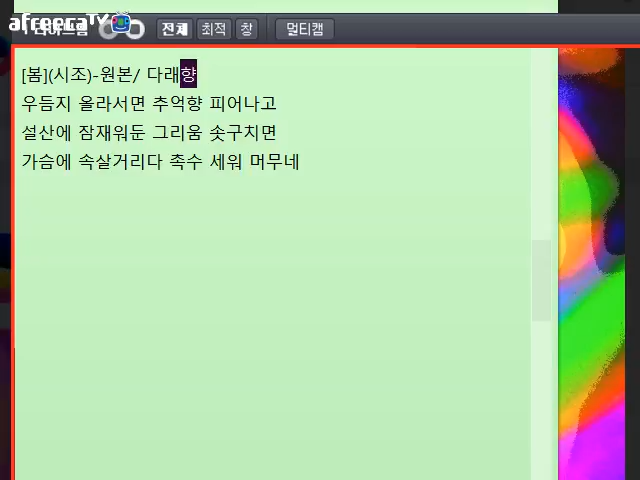 afreecaTV
전체 최적 창 멀티캠
[봄](시조)-원본/ 다래향
우듬지 올라서면 추억향 피어나고
설산에 잠재워둔 그리움 솟구치면
가슴에 속살거리다 촉수 세워 머무네